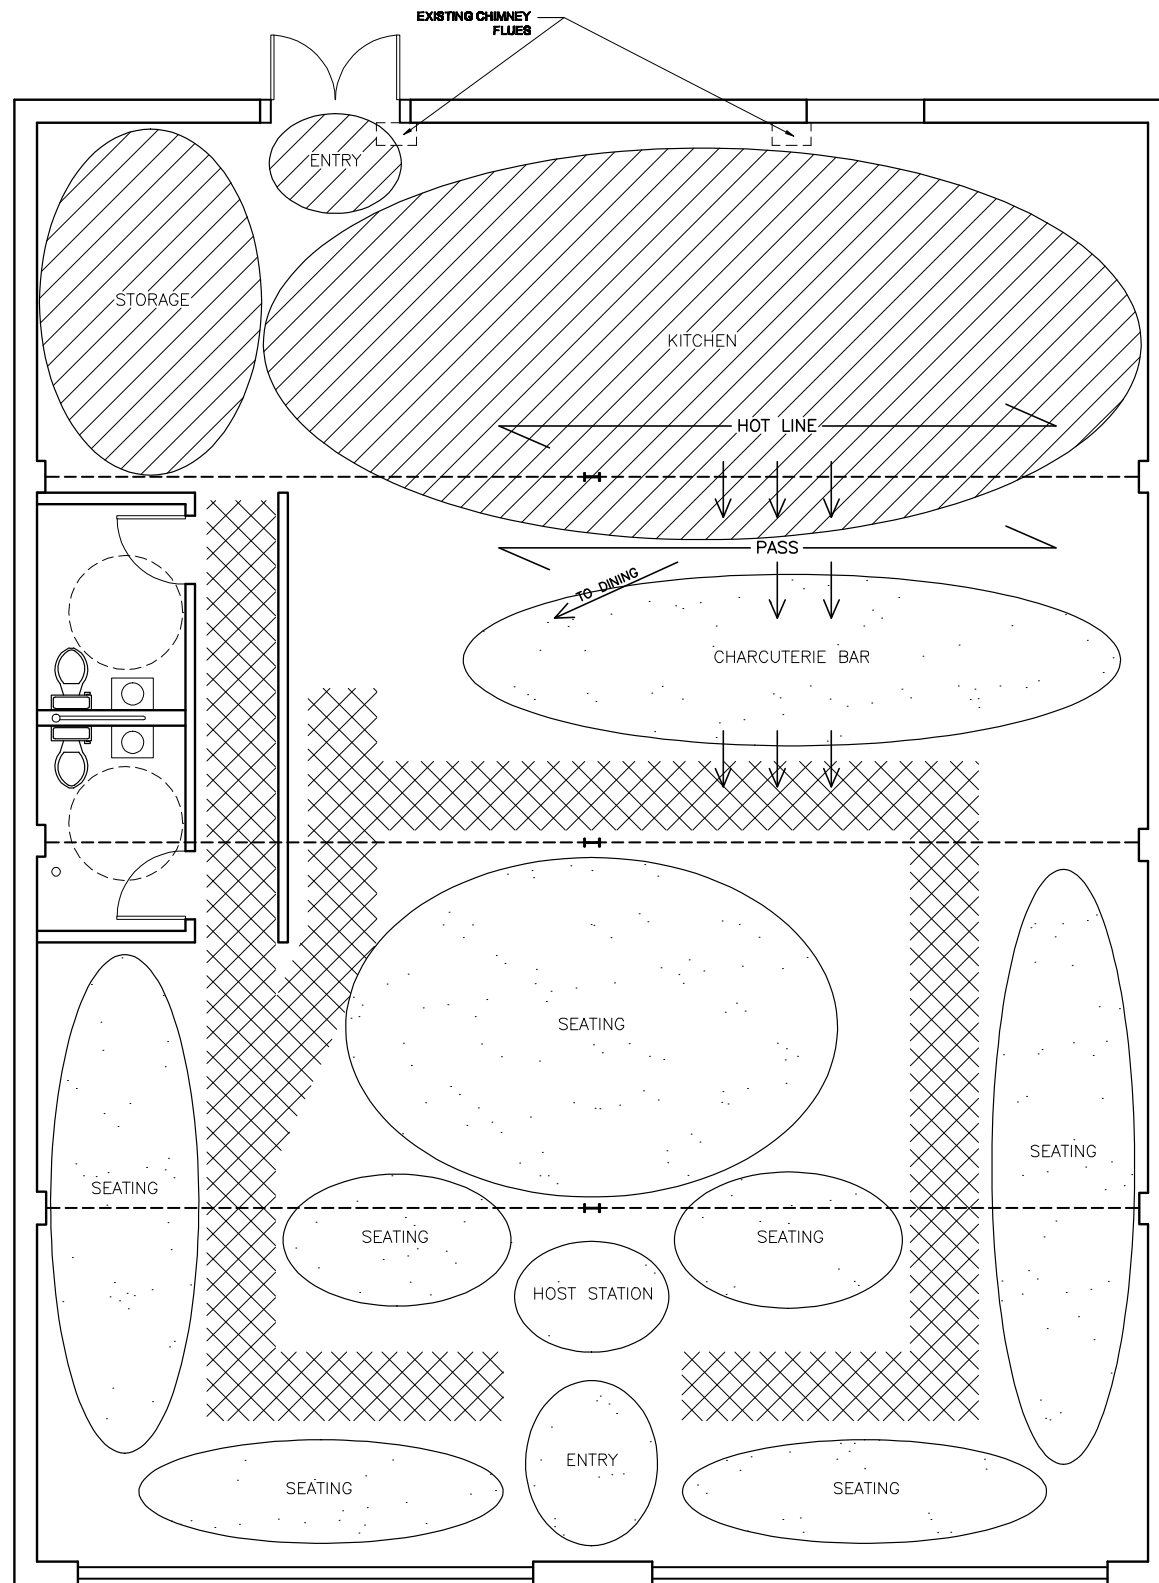 EXISTING CHIMNEY
FLUES
ENTRY
STORAGE
KITCHEN
HOT LINE
PASS
TO DINING
CHARCUTERIE BAR
SEATING
SEATING
SEATING
SEATING
SEATING
HOST STATION
ENTRY
SEATING
SEATING